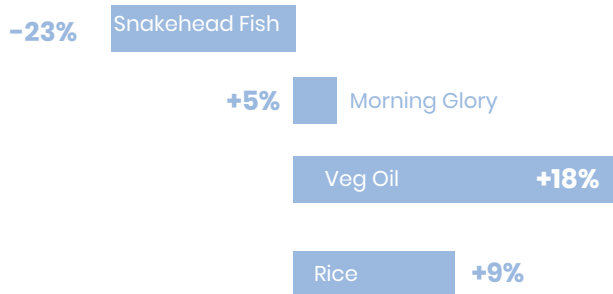 -23% Snakehead Fish
+5% Morning Glory
Veg Oil +18%
Rice +9%